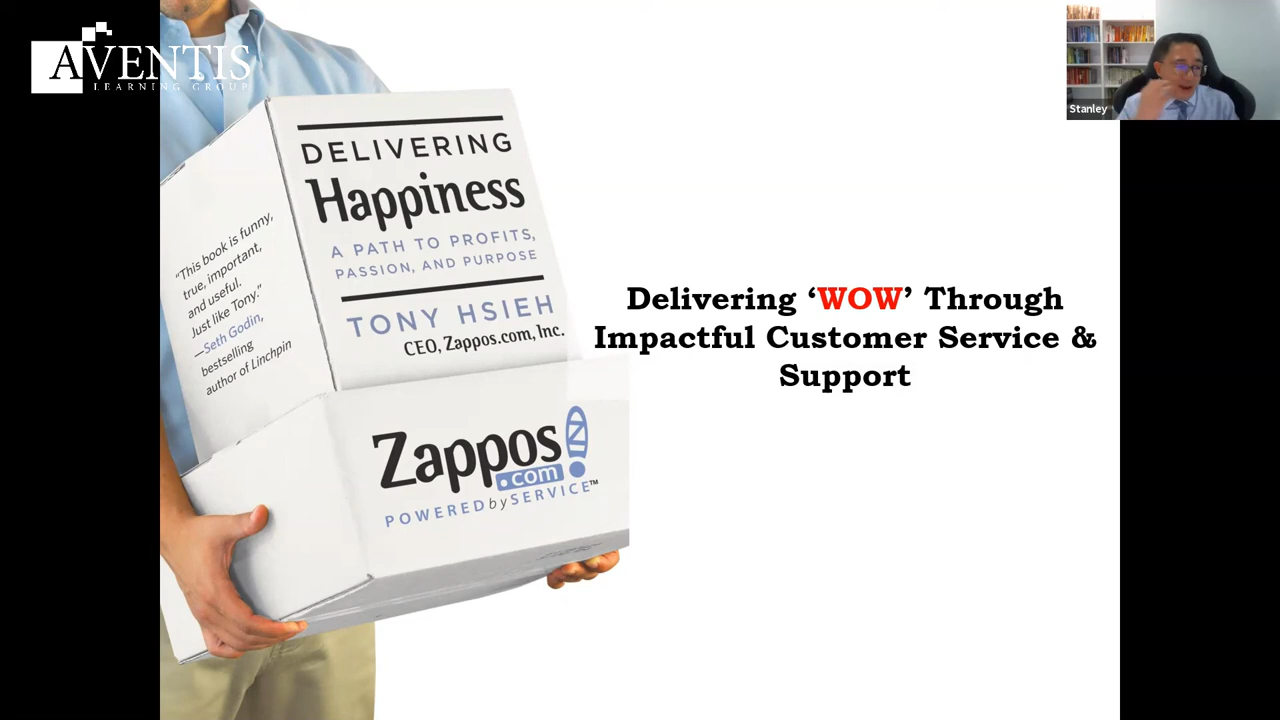 AVENTIS
LEARNING GROUP
Stanley
DELIVERING
Happiness
A PATH TO PROFITS,
PASSION, AND PURPOSE
TONY HSIEH
CEO, Zappos.com, Inc.
"This book is funny,
true, important,
and useful.
Just like Tony."
—Seth Godin,
bestselling
author of Linchpin
Zappos
.com
POWERED by SERVICE™
Delivering ‘WOW’ Through
Impactful Customer Service &
Support